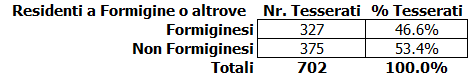 Residenti a Formigine o altrove Nr. Tesserati % Tesserati
Formiginesi 327 46.6%
Non Formiginesi 375 53.4%
Totali 702 100.0%